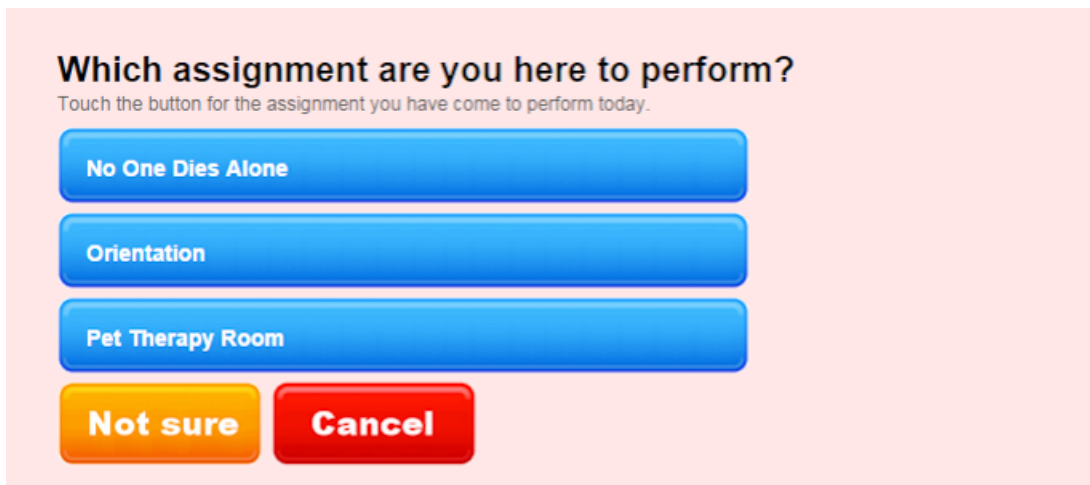 Which assignment are you here to perform?
Touch the button for the assignment you have come to perform today.
No One Dies Alone
Orientation
Pet Therapy Room
Not sure Cancel